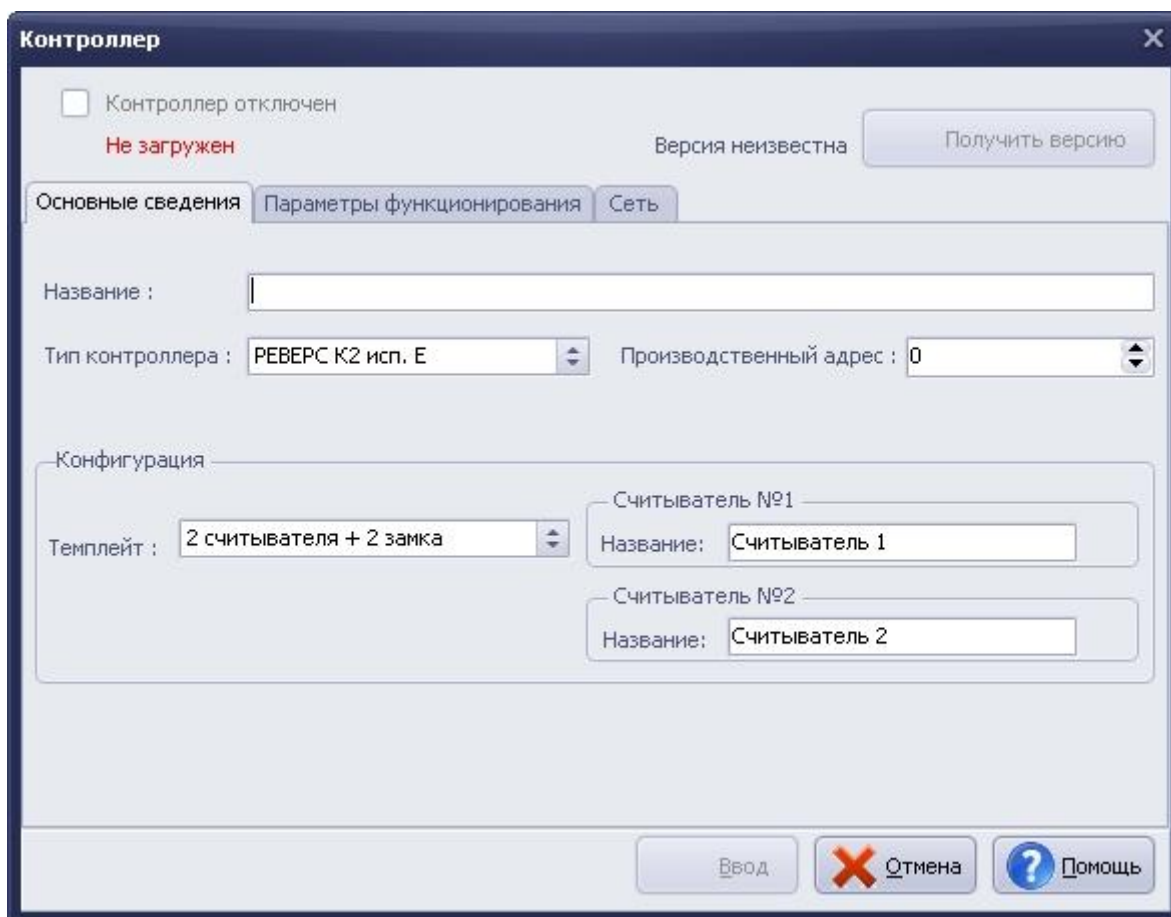 Контроллер
Контроллер отключен
Не загружен
Версия неизвестна
Получить версию
Основные сведения
Параметры функционирования
Сеть
Название :
Тип контроллера :
РЕВЕРС К2 исп. Е
Производственный адрес :
0
Конфигурация
Темплейт :
2 считывателя + 2 замка
Считыватель №1
Название:
Считыватель 1
Считыватель №2
Название:
Считыватель 2
Ввод
Отмена
Помощь